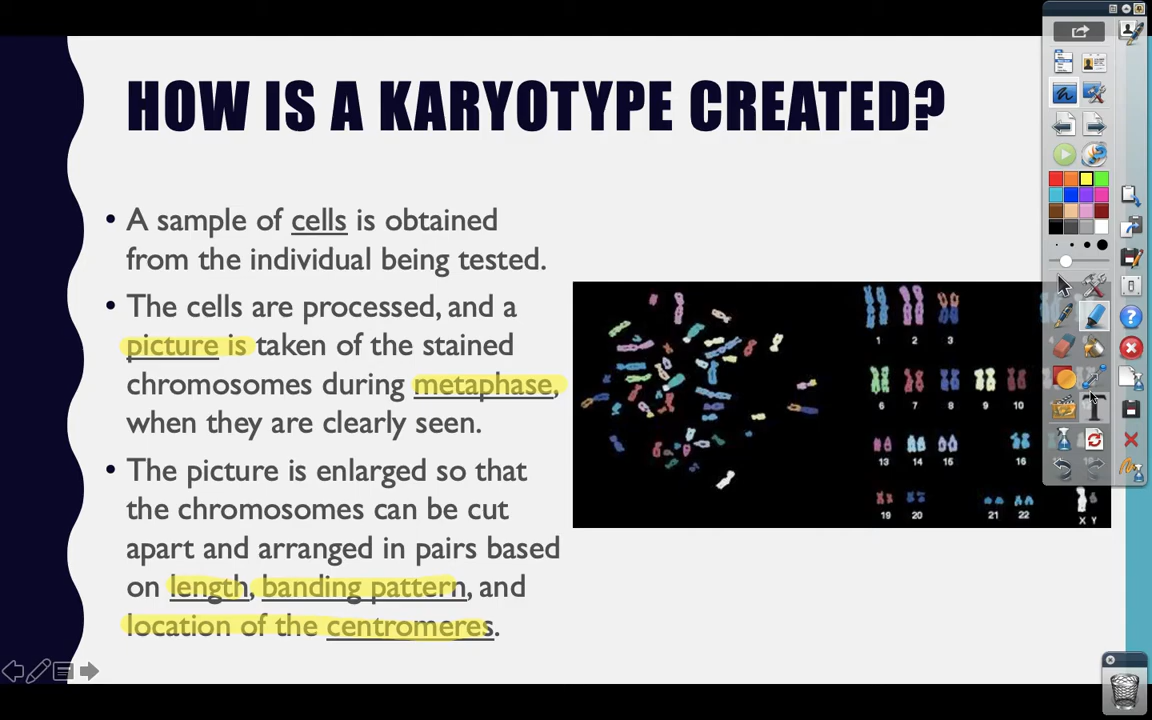 HOW IS A KARYOTYPE CREATED?
• A sample of cells is obtained
from the individual being tested.
• The cells are processed, and a
picture is taken of the stained
chromosomes during metaphase,
when they are clearly seen.
• The picture is enlarged so that
the chromosomes can be cut
apart and arranged in pairs based
on length, banding pattern, and
location of the centromeres.
1 2 3
6 7 8 9 10
13 14 15 16
19 20 21 22 X Y